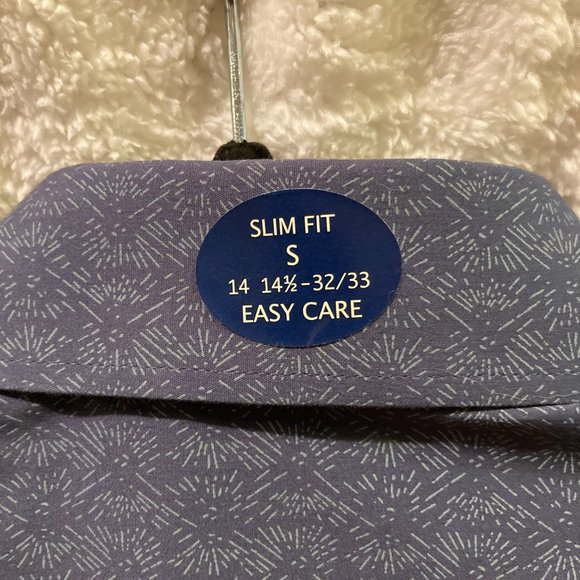 SLIM FIT
S
14 14½-32/33
EASY CARE